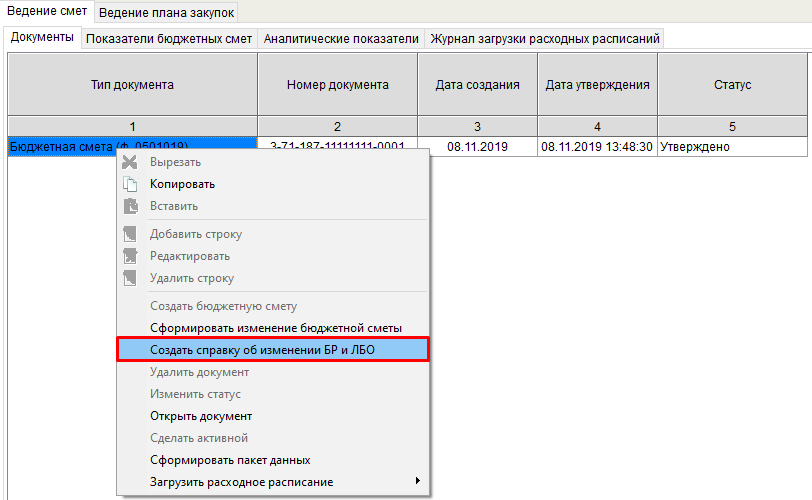 Ведение смет Ведение плана закупок
Документы Показатели бюджетных смет Аналитические показатели Журнал загрузки расходных расписаний
Тип документа Номер документа Дата создания Дата утверждения Статус
1 2 3 4 5
Бюджетная смета (ф. 0501019) 3-71-187-11111111-0001 08.11.2019 08.11.2019 13:48:30 Утверждено
Вырезать
Копировать
Вставить
Добавить строку
Редактировать
Удалить строку
Создать бюджетную смету
Сформировать изменение бюджетной сметы
Создать справку об изменении БР и ЛБО
Удалить документ
Изменить статус
Открыть документ
Сделать активной
Сформировать пакет данных
Загрузить расходное расписание